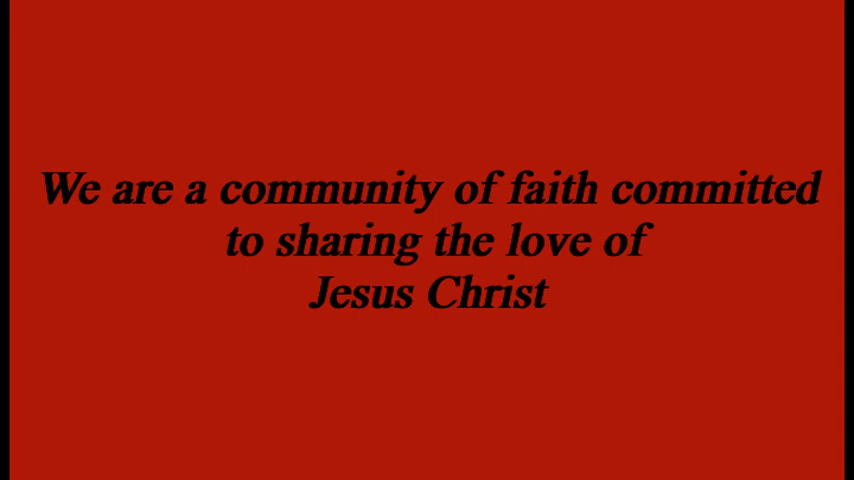 We are a community of faith committed
to sharing the love of
Jesus Christ